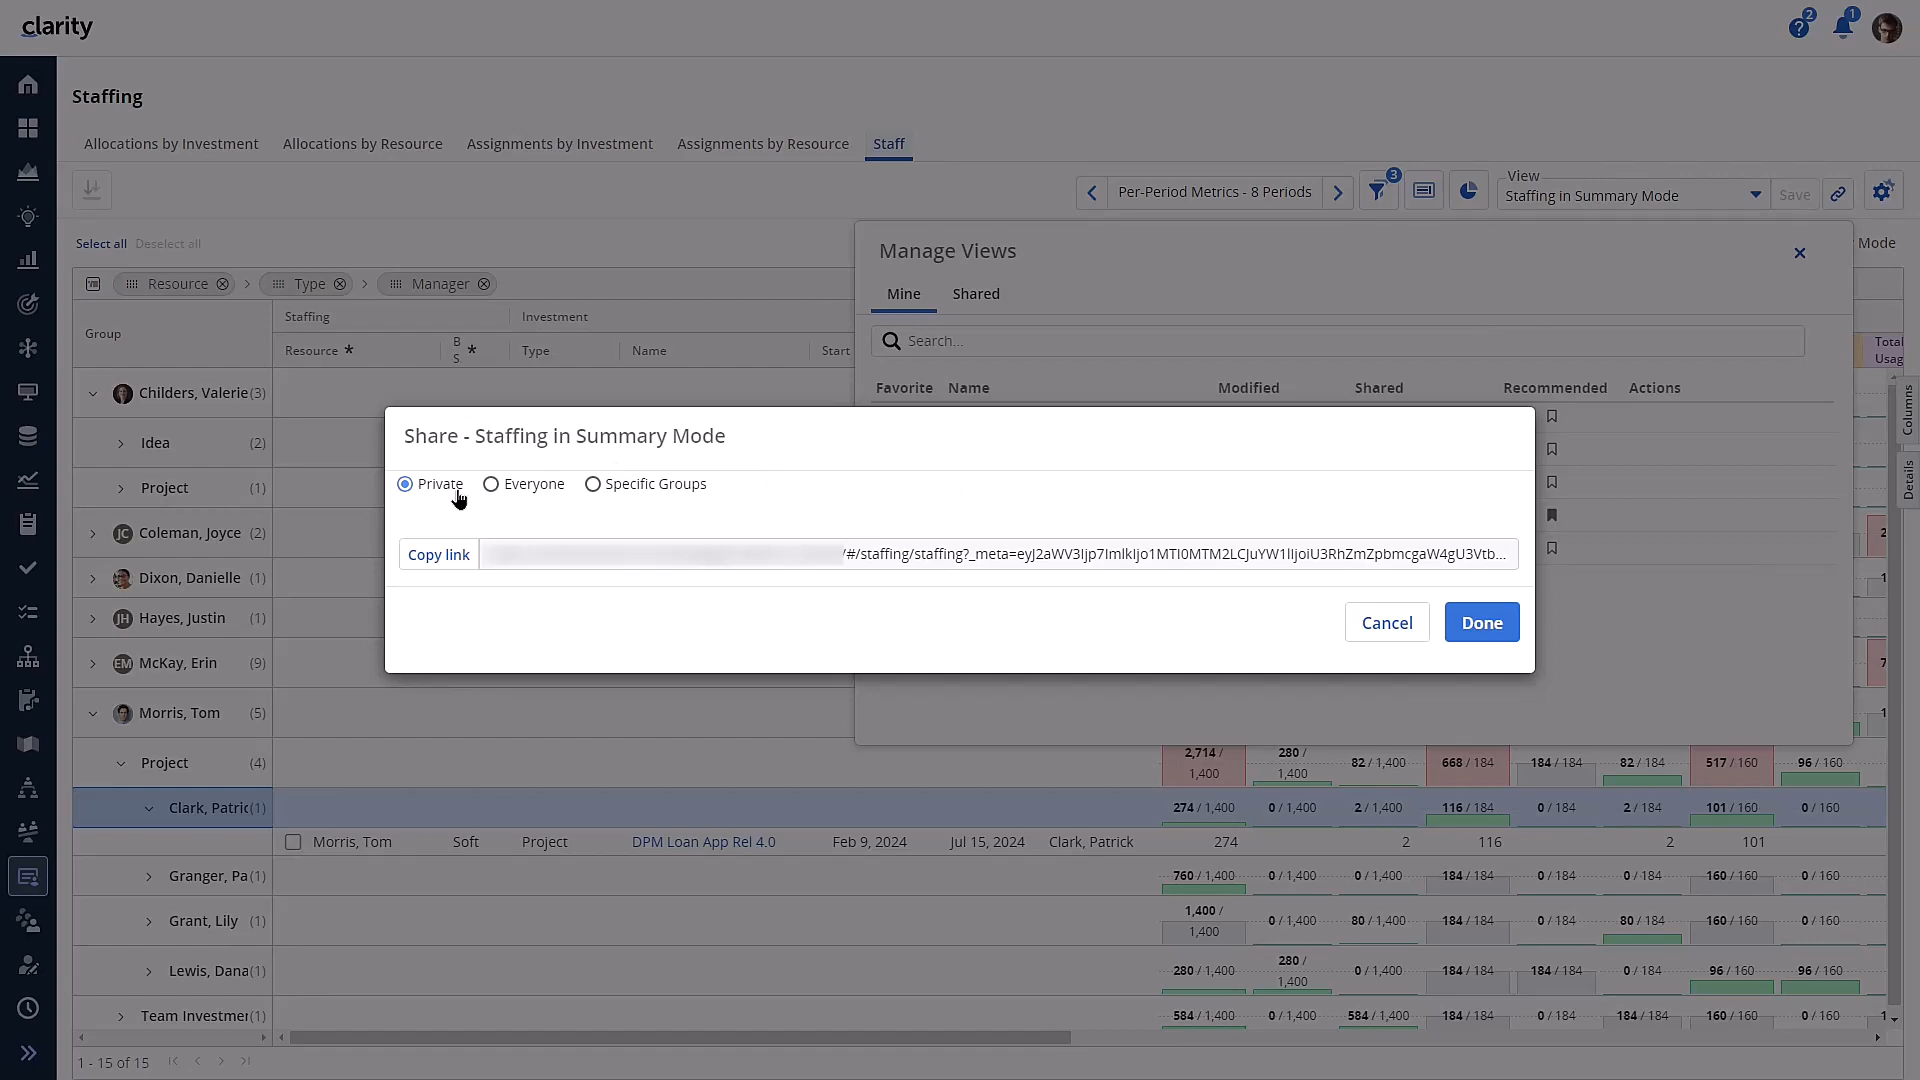 clarity
2
1
Staffing
Allocations by Investment Allocations by Resource Assignments by Investment Assignments by Resource Staff
Per-Period Metrics - 8 Periods
3
View
Staffing in Summary Mode
Save
Select all Deselect all
Mode
Manage Views
Mine Shared
Search...
Favorite Name Modified Shared Recommended Actions
Resource Type Manager
Group
Staffing Investment
Resource * B S. * Type Name Start
Total Usag
Columns
Details
Childers, Valerie (3)
Idea (2)
Project (1)
JC Coleman, Joyce (2)
Dixon, Danielle (1)
JH Hayes, Justin (1)
EM McKay, Erin (9)
Morris, Tom (5)
Share - Staffing in Summary Mode
Private Everyone Specific Groups
Copy link /#/staffing/staffing?_meta=eyJ2aWV3Ijp7ImlkIjo1MTI0MTM2LCJuYW1lIjoiU3RhZmZpbmcgaW4gU3Vtb...
Cancel Done
Project (4) 2,714 / 1,400 280 / 1,400 82 / 1,400 668 / 184 184 / 184 82 / 184 517 / 160 96 / 160
Clark, Patric (1) 274 / 1,400 0 / 1,400 2 / 1,400 116 / 184 0 / 184 2 / 184 101 / 160 0 / 160
Morris, Tom Soft Project DPM Loan App Rel 4.0 Feb 9, 2024 Jul 15, 2024 Clark, Patrick 274 2 116 2 101
Granger, Pa (1) 760 / 1,400 0 / 1,400 0 / 1,400 184 / 184 0 / 184 0 / 184 160 / 160 0 / 160
Grant, Lily (1) 1,400 / 1,400 0 / 1,400 80 / 1,400 184 / 184 0 / 184 80 / 184 160 / 160 0 / 160
Lewis, Dana (1) 280 / 1,400 280 / 1,400 0 / 1,400 184 / 184 184 / 184 0 / 184 96 / 160 96 / 160
Team Investmer (1) 584 / 1,400 0 / 1,400 584 / 1,400 184 / 184 0 / 184 184 / 184 160 / 160 0 / 160
1 - 15 of 15